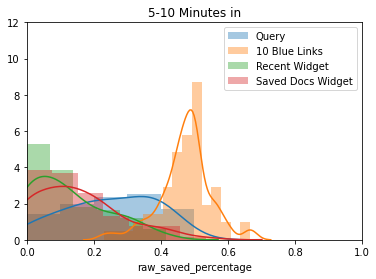 5-10 Minutes in
12
10
8
6
4
2
0
Query
10 Blue Links
Recent Widget
Saved Docs Widget
0.0 0.2 0.4 0.6 0.8 1.0
raw_saved_percentage